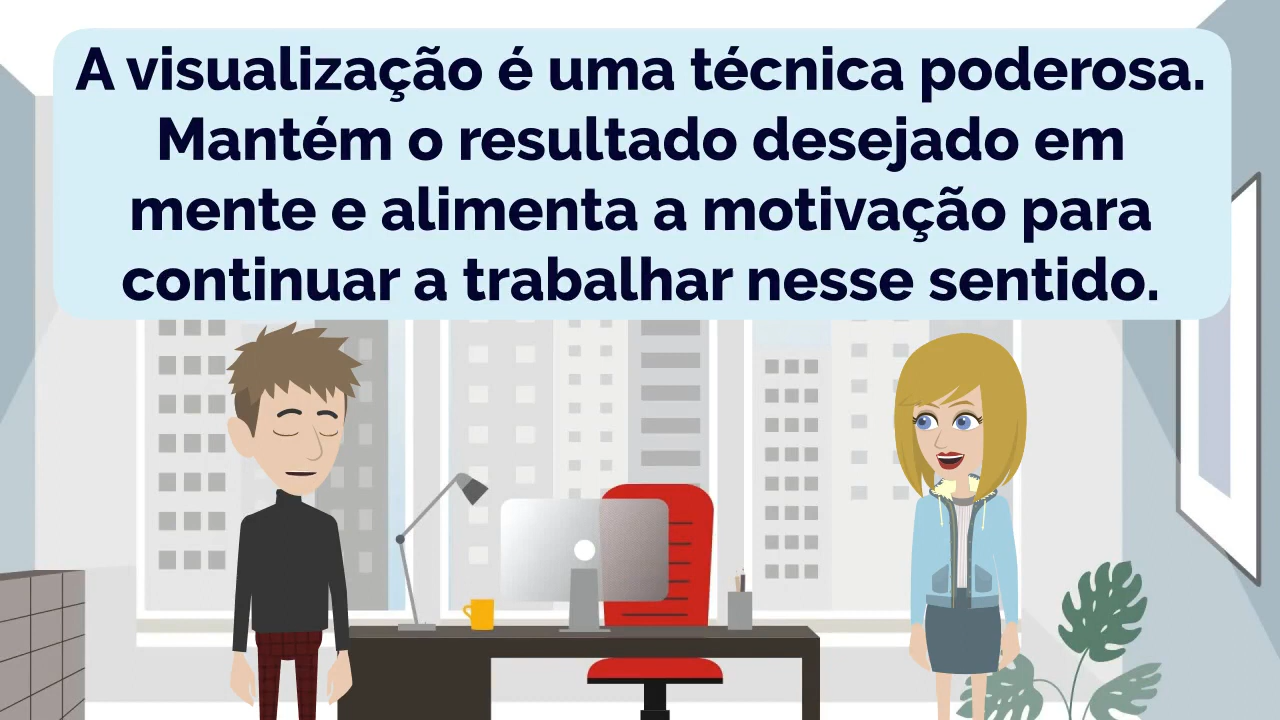 A visualização é uma técnica poderosa.
Mantém o resultado desejado em
mente e alimenta a motivação para
continuar a trabalhar nesse sentido.